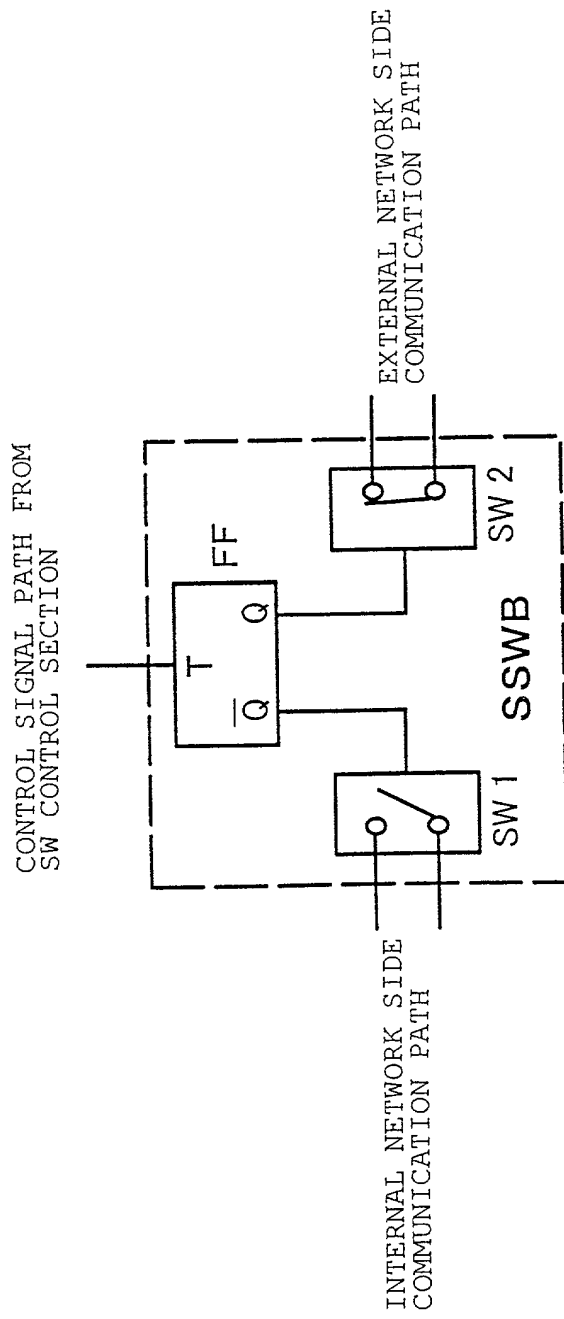 CONTROL SIGNAL PATH FROM
SW CONTROL SECTION
T
FF
Q̅
Q
SW 1
SW 2
SSWB
INTERNAL NETWORK SIDE
COMMUNICATION PATH
EXTERNAL NETWORK SIDE
COMMUNICATION PATH